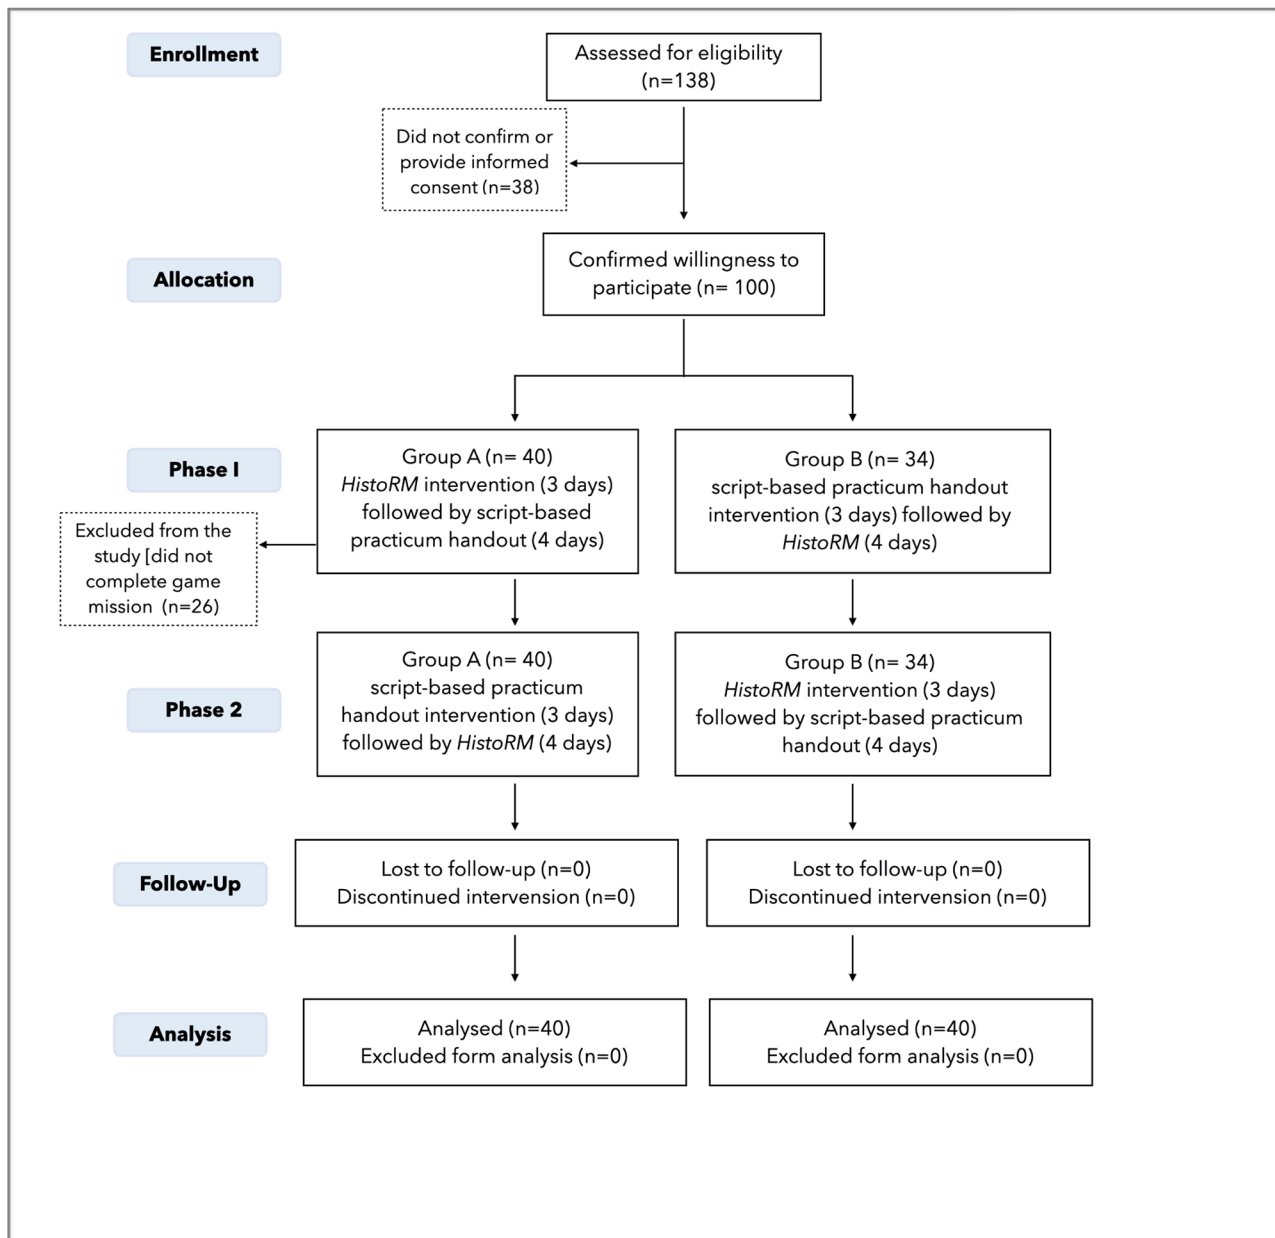 Enrollment
Assessed for eligibility
(n=138)
Did not confirm or
provide informed
consent (n=38)
Allocation
Confirmed willingness to
participate (n= 100)
Phase I
Group A (n= 40)
HistoRM intervention (3 days)
followed by script-based
practicum handout (4 days)
Group B (n= 34)
script-based practicum handout
intervention (3 days) followed by
HistoRM (4 days)
Excluded from the
study [did not
complete game
mission (n=26)
Phase 2
Group A (n= 40)
script-based practicum
handout intervention (3 days)
followed by HistoRM (4 days)
Group B (n= 34)
HistoRM intervention (3 days)
followed by script-based practicum
handout (4 days)
Follow-Up
Lost to follow-up (n=0)
Discontinued intervension (n=0)
Lost to follow-up (n=0)
Discontinued intervension (n=0)
Analysis
Analysed (n=40)
Excluded form analysis (n=0)
Analysed (n=40)
Excluded form analysis (n=0)